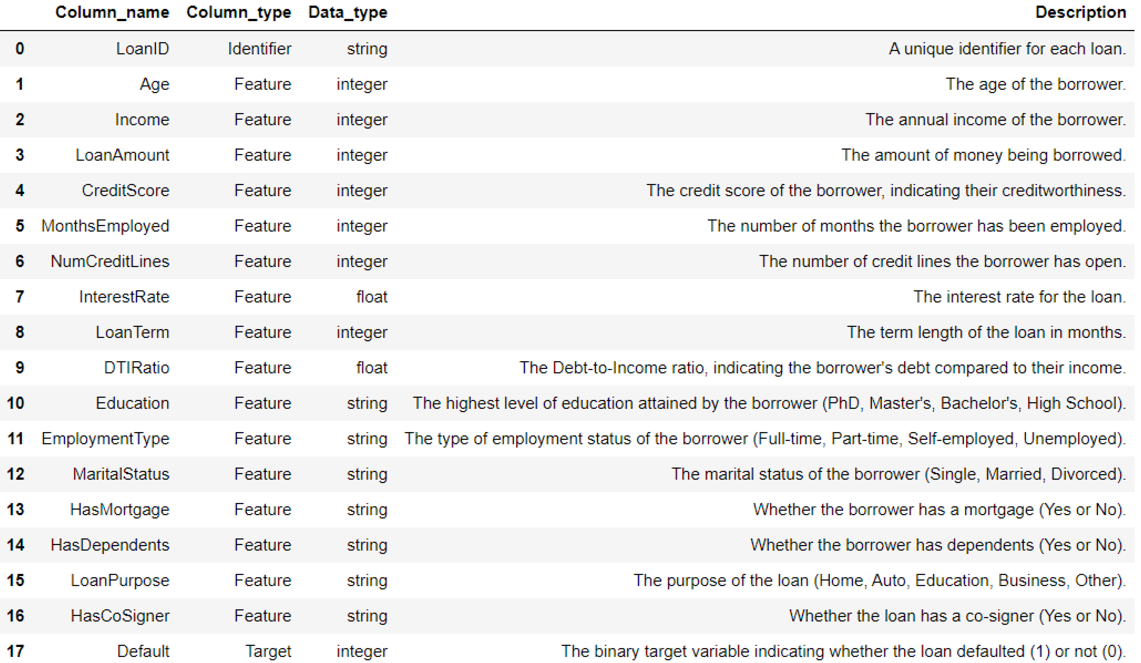 Column_name Column_type Data_type Description
0 LoanID Identifier string A unique identifier for each loan.
1 Age Feature integer The age of the borrower.
2 Income Feature integer The annual income of the borrower.
3 LoanAmount Feature integer The amount of money being borrowed.
4 CreditScore Feature integer The credit score of the borrower, indicating their creditworthiness.
5 MonthsEmployed Feature integer The number of months the borrower has been employed.
6 NumCreditLines Feature integer The number of credit lines the borrower has open.
7 InterestRate Feature float The interest rate for the loan.
8 LoanTerm Feature integer The term length of the loan in months.
9 DTIRatio Feature float The Debt-to-Income ratio, indicating the borrower's debt compared to their income.
10 Education Feature string The highest level of education attained by the borrower (PhD, Master's, Bachelor's, High School).
11 EmploymentType Feature string The type of employment status of the borrower (Full-time, Part-time, Self-employed, Unemployed).
12 MaritalStatus Feature string The marital status of the borrower (Single, Married, Divorced).
13 HasMortgage Feature string Whether the borrower has a mortgage (Yes or No).
14 HasDependents Feature string Whether the borrower has dependents (Yes or No).
15 LoanPurpose Feature string The purpose of the loan (Home, Auto, Education, Business, Other).
16 HasCoSigner Feature string Whether the loan has a co-signer (Yes or No).
17 Default Target integer The binary target variable indicating whether the loan defaulted (1) or not (0).